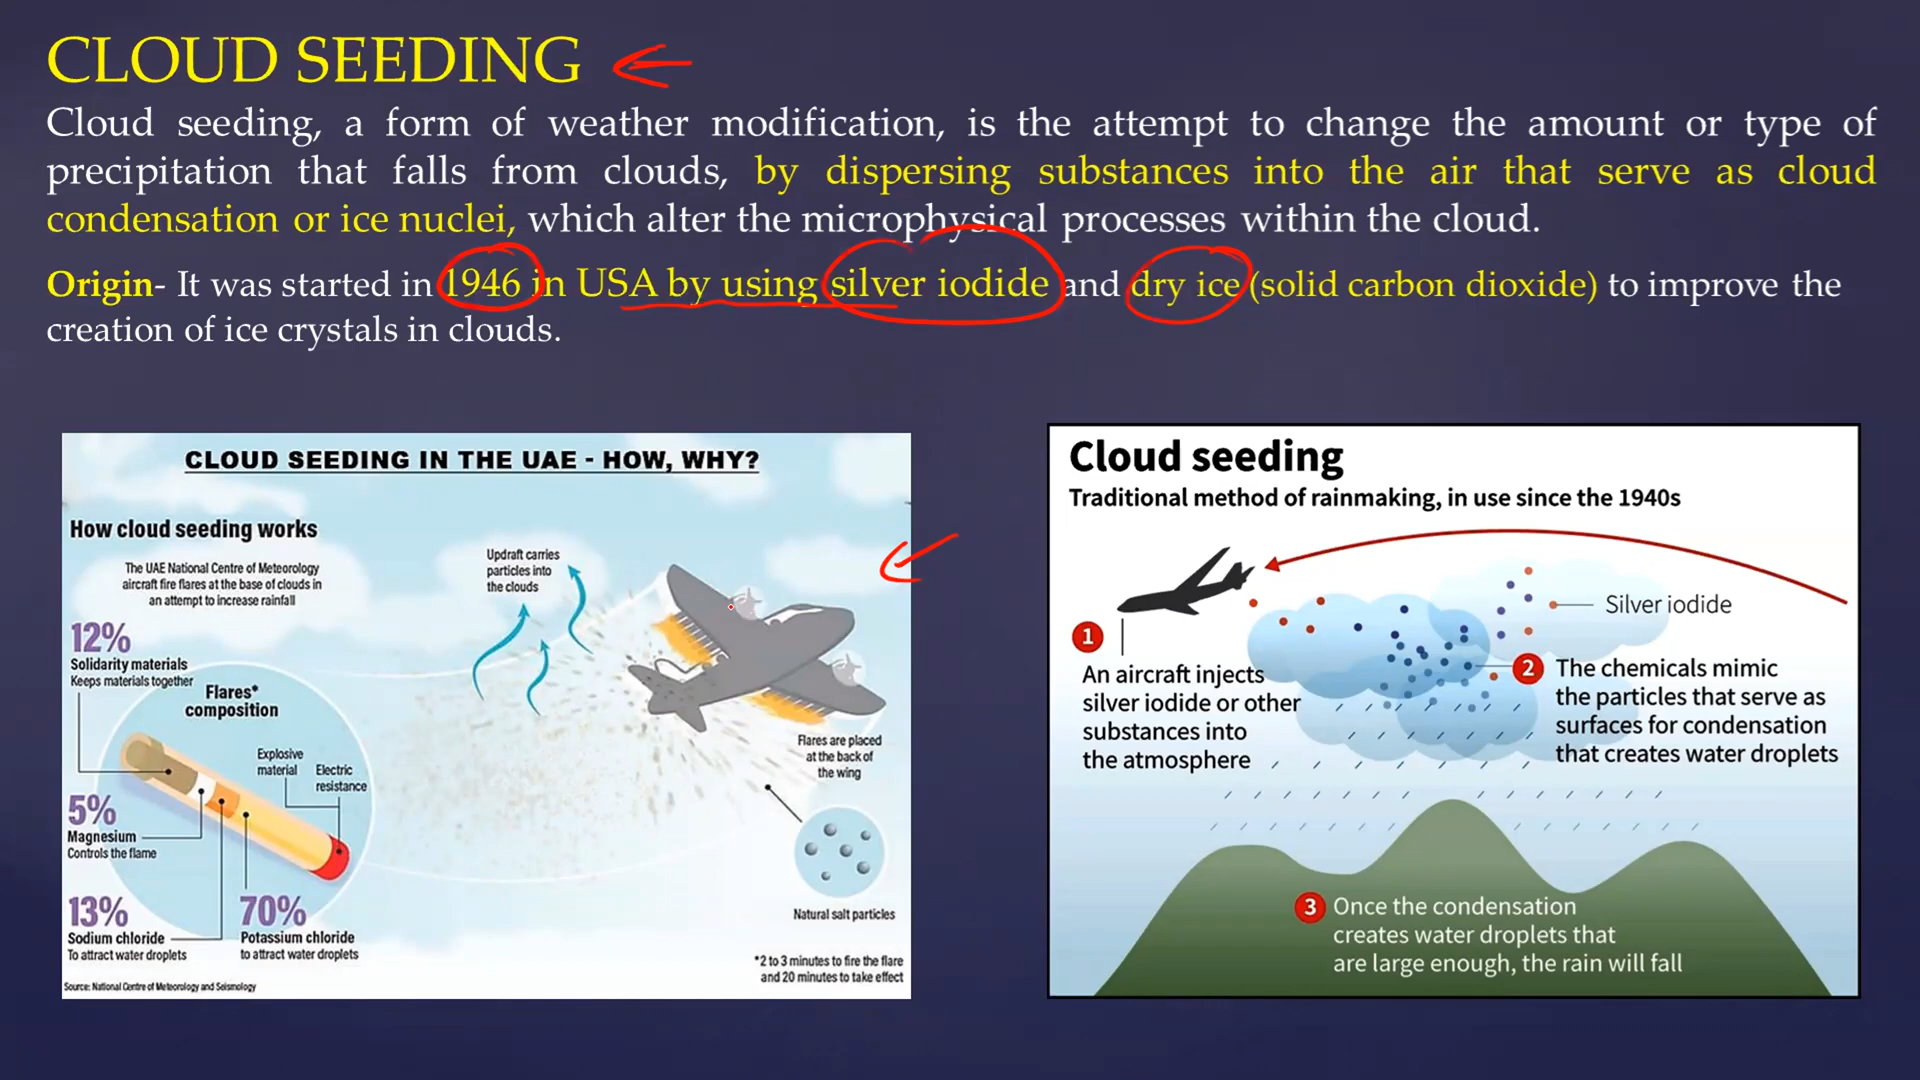 CLOUD SEEDING
Cloud seeding, a form of weather modification, is the attempt to change the amount or type of
precipitation that falls from clouds, by dispersing substances into the air that serve as cloud
condensation or ice nuclei, which alter the microphysical processes within the cloud.
Origin- It was started in 1946 in USA by using silver iodide and dry ice (solid carbon dioxide) to improve the
creation of ice crystals in clouds.
CLOUD SEEDING IN THE UAE - HOW, WHY?
How cloud seeding works
The UAE National Centre of Meteorology
aircraft fire flares at the base of clouds in
an attempt to increase rainfall
Updraft carries
particles into
the clouds
12%
Solidarity materials
Keeps materials together
Flares*
composition
Explosive
material
Electric
resistance
5%
Magnesium
Controls the flame
13%
Sodium chloride
To attract water droplets
70%
Potassium chloride
to attract water droplets
Flares are placed
at the back of
the wing
Natural salt particles
*2 to 3 minutes to fire the flare
and 20 minutes to take effect
Source: National Centre of Meteorology and Seismology
Cloud seeding
Traditional method of rainmaking, in use since the 1940s
Silver iodide
1
An aircraft injects
silver iodide or other
substances into
the atmosphere
2
The chemicals mimic
the particles that serve as
surfaces for condensation
that creates water droplets
3
Once the condensation
creates water droplets that
are large enough, the rain will fall